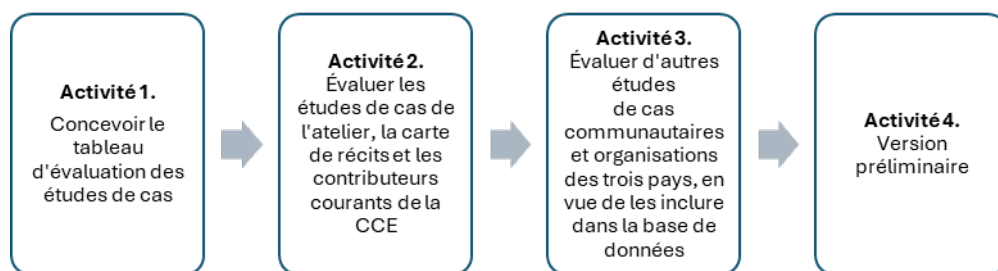 Activité 1.
Concevoir le
tableau
d'évaluation des
études de cas
Activité 2.
Évaluer les
études de cas de
l'atelier, la carte
de récits et les
contributeurs
courants de la
CCE
Activité 3.
Évaluer d'autres
études
de cas
communautaires
et organisations
des trois pays, en
vue de les inclure
dans la base de
données
Activité 4.
Version
préliminaire